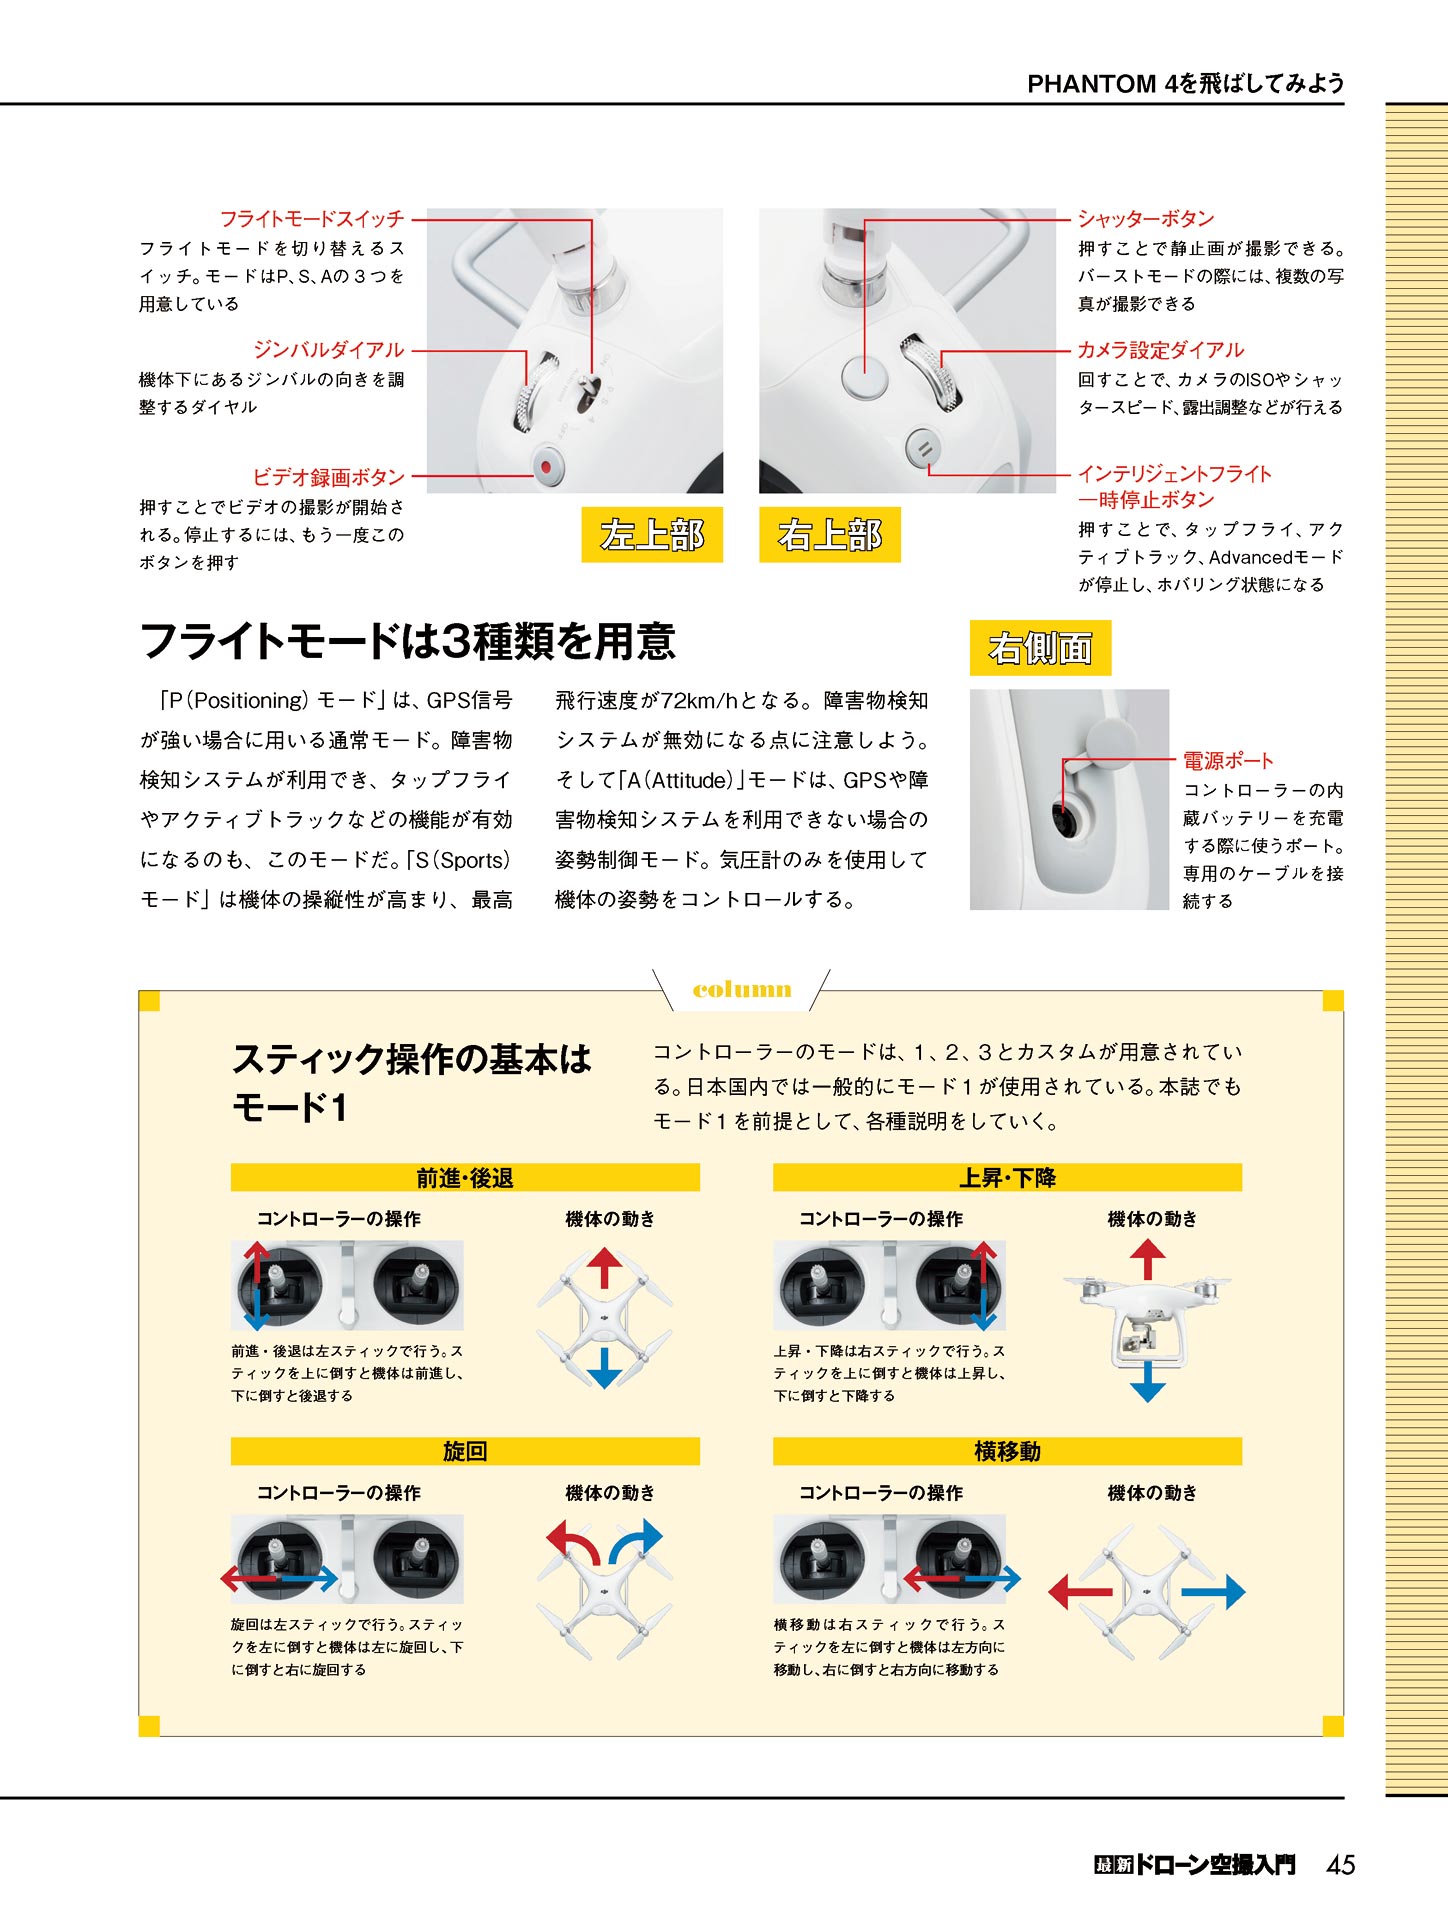 PHANTOM 4を飛ばしてみよう
フライトモードスイッチ
フライトモードを切り替えるス
イッチ。モードはP、S、Aの３つを
用意している
ジンバルダイアル
機体下にあるジンバルの向きを調
整するダイヤル
ビデオ録画ボタン
押すことでビデオの撮影が開始さ
れる。停止するには、もう一度この
ボタンを押す
左上部
右上部
シャッターボタン
押すことで静止画が撮影できる。
バーストモードの際には、複数の写
真が撮影できる
カメラ設定ダイアル
回すことで、カメラのISOやシャッ
タースピード、露出調整などが行える
インテリジェントフライト
一時停止ボタン
押すことで、タップフライ、アク
ティブトラック、Advancedモード
が停止し、ホバリング状態になる
フライトモードは3種類を用意
「P（Positioning）モード」は、GPS信号
が強い場合に用いる通常モード。障害物
検知システムが利用でき、タップフライ
やアクティブトラックなどの機能が有効
になるのも、このモードだ。「S（Sports）
モード」は機体の操縦性が高まり、最高
飛行速度が72km/hとなる。障害物検知
システムが無効になる点に注意しよう。
そして「A（Attitude）」モードは、GPSや障
害物検知システムを利用できない場合の
姿勢制御モード。気圧計のみを使用して
機体の姿勢をコントロールする。
右側面
電源ポート
コントローラーの内
蔵バッテリーを充電
する際に使うポート。
専用のケーブルを接
続する
column
スティック操作の基本は
モード1
コントローラーのモードは、１、２、３とカスタムが用意されてい
る。日本国内では一般的にモード１が使用されている。本誌でも
モード１を前提として、各種説明をしていく。
前進・後退
コントローラーの操作
機体の動き
前進・後退は左スティックで行う。ス
ティックを上に倒すと機体は前進し、
下に倒すと後退する
上昇・下降
コントローラーの操作
機体の動き
上昇・下降は右スティックで行う。ス
ティックを上に倒すと機体は上昇し、
下に倒すと下降する
旋回
コントローラーの操作
機体の動き
旋回は左スティックで行う。スティッ
クを左に倒すと機体は左に旋回し、下
に倒すと右に旋回する
横移動
コントローラーの操作
機体の動き
横移動は右スティックで行う。ス
ティックを左に倒すと機体は左方向に
移動し、右に倒すと右方向に移動する
最新ドローン空撮入門 45